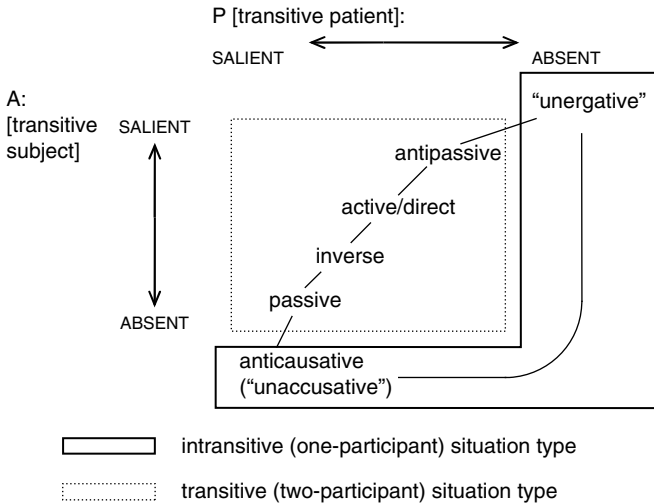 P [transitive patient]:
SALIENT
ABSENT
A:
[transitive
subject]
SALIENT
ABSENT
“unergative”
antipassive
active/direct
inverse
passive
anticausative
(“unaccusative”)
intransitive (one-participant) situation type
transitive (two-participant) situation type